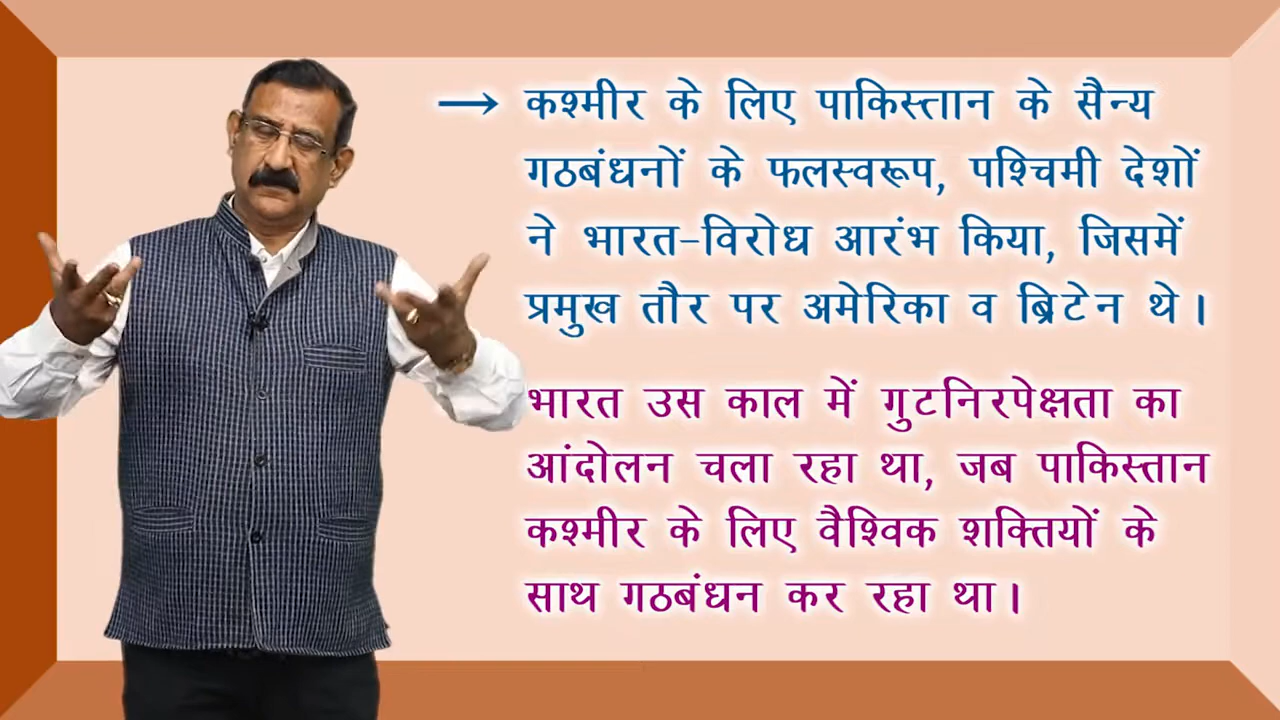 → कश्मीर के लिए पाकिस्तान के सैन्य
गठबंधनों के फलस्वरूप, पश्चिमी देशों
ने भारत-विरोध आरंभ किया, जिसमें
प्रमुख तौर पर अमेरिका व ब्रिटेन थे।
भारत उस काल में गुटनिरपेक्षता का
आंदोलन चला रहा था, जब पाकिस्तान
कश्मीर के लिए वैश्विक शक्तियों के
साथ गठबंधन कर रहा था।